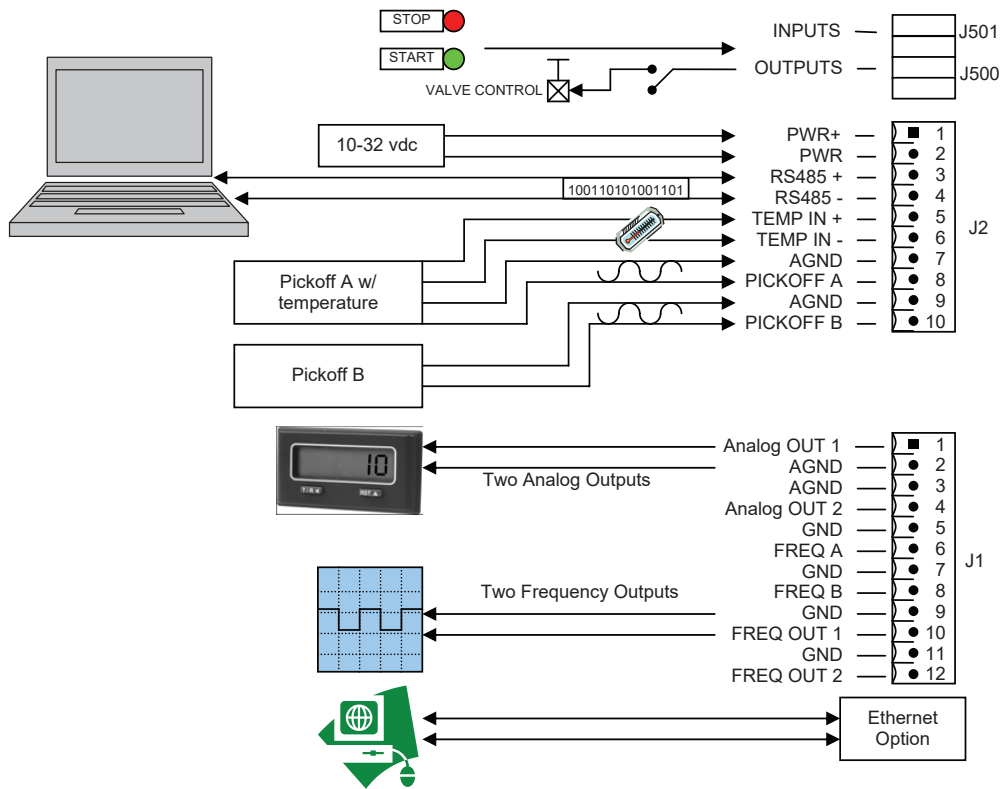 STOP
START
VALVE CONTROL
INPUTS
OUTPUTS
J501
J500
10-32 vdc
1001101010011​01
PWR+ 1
PWR 2
RS485 + 3
RS485 - 4
TEMP IN + 5
TEMP IN - 6
AGND 7
PICKOFF A 8
AGND 9
PICKOFF B 10
J2
Pickoff A w/
temperature
Pickoff B
10
T/R◄
RST▲
Two Analog Outputs
Analog OUT 1 1
AGND 2
AGND 3
Analog OUT 2 4
GND 5
FREQ A 6
GND 7
FREQ B 8
GND 9
FREQ OUT 1 10
GND 11
FREQ OUT 2 12
J1
Two Frequency Outputs
Ethernet
Option